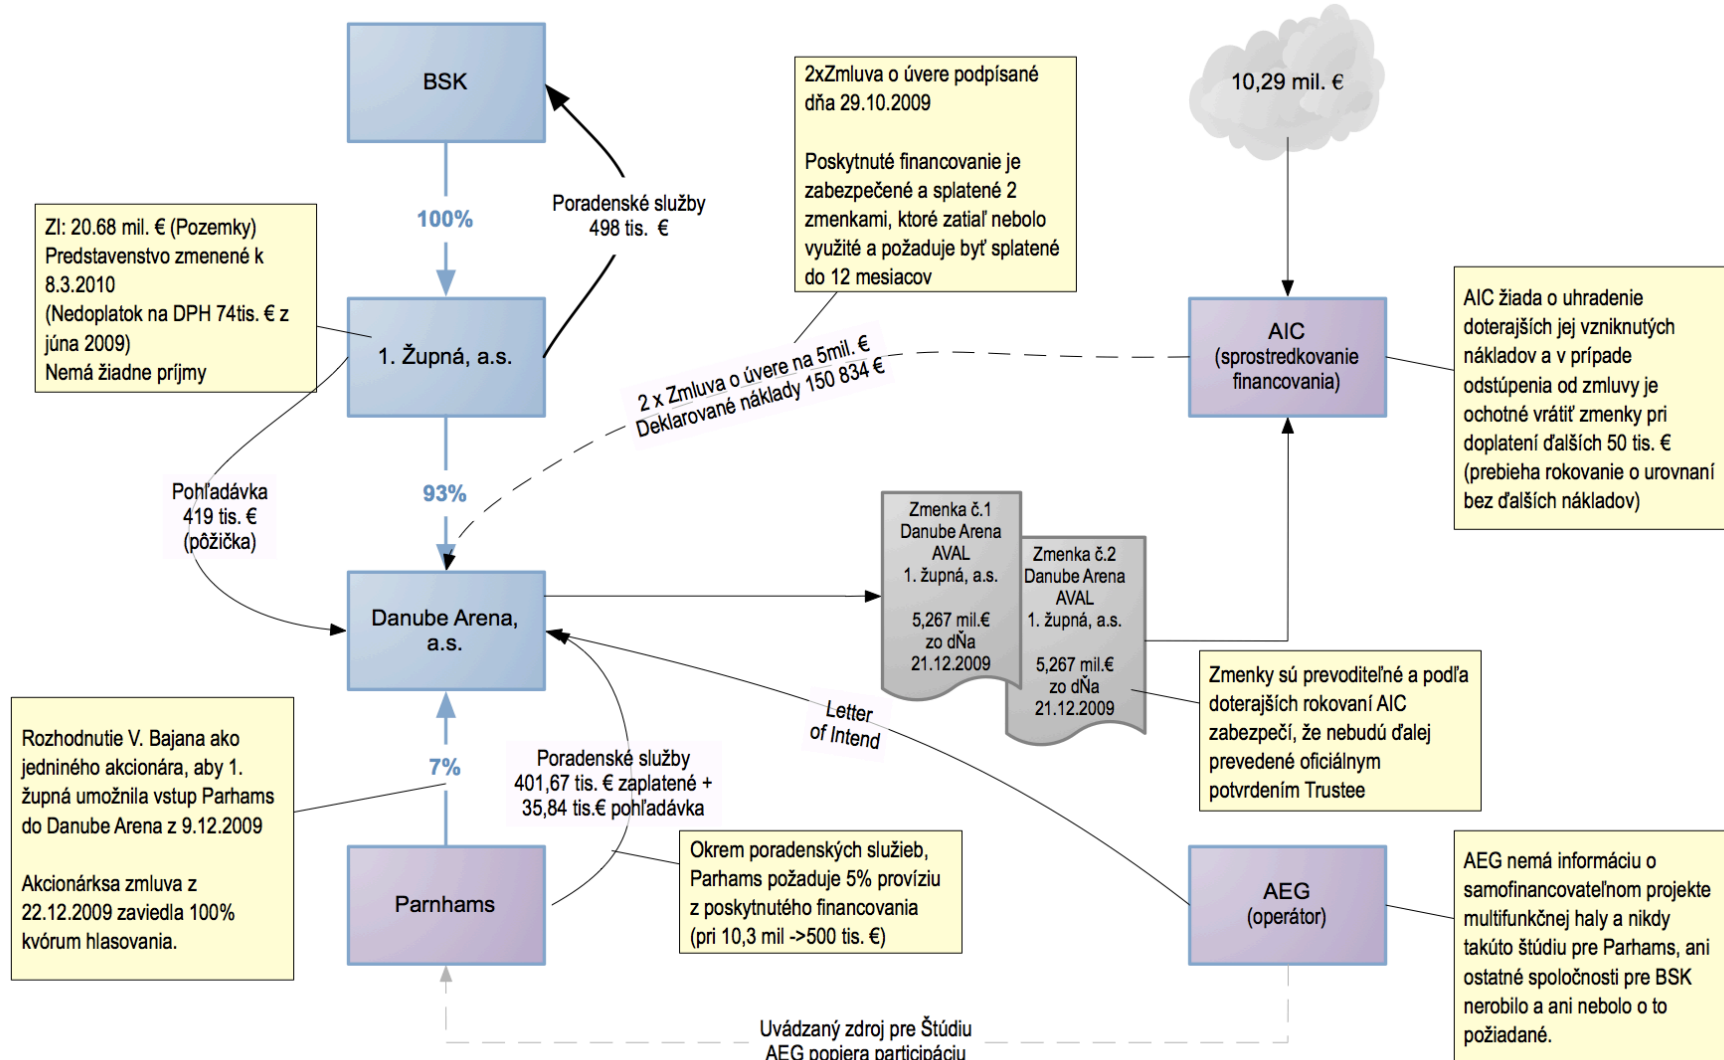 BSK
2xZmluva o úvere podpísané
dňa 29.10.2009
Poskytnuté financovanie je
zabezpečené a splatené 2
zmenkami, ktoré zatiaľ nebolo
využité a požaduje byť splatené
do 12 mesiacov
10,29 mil. €
100%
Poradenské služby
498 tis. €
ZI: 20.68 mil. € (Pozemky)
Predstavenstvo zmenené k
8.3.2010
(Nedoplatok na DPH 74tis. € z
júna 2009)
Nemá žiadne príjmy
1. Župná, a.s.
2 x Zmluva o úvere na 5mil. €
Deklarované náklady 150 834 €
AIC
(sprostredkovanie
financovania)
AIC žiada o uhradenie
doterajších jej vzniknutých
nákladov a v prípade
odstúpenia od zmluvy je
ochotné vrátiť zmenky pri
doplatení ďalších 50 tis. €
(prebieha rokovanie o urovnaní
bez ďalších nákladov)
93%
Pohľadávka
419 tis. €
(pôžička)
Zmenka č.1
Danube Arena
AVAL
1. župná, a.s.
5,267 mil.€
zo dŇa
21.12.2009
Zmenka č.2
Danube Arena
AVAL
1. župná, a.s.
5,267 mil.€
zo dŇa
21.12.2009
Danube Arena,
a.s.
Zmenky sú prevoditeľné a podľa
doterajších rokovaní AIC
zabezpečí, že nebudú ďalej
prevedené oficiálnym
potvrdením Trustee
Letter
of Intend
Rozhodnutie V. Bajana ako
jedniného akcionára, aby 1.
župná umožnila vstup Parhams
do Danube Arena z 9.12.2009
Akcionárksa zmluva z
22.12.2009 zaviedla 100%
kvórum hlasovania.
7%
Poradenské služby
401,67 tis. € zaplatené +
35,84 tis.€ pohľadávka
Parnhams
Okrem poradenských služieb,
Parhams požaduje 5% províziu
z poskytnutého financovania
(pri 10,3 mil ->500 tis. €)
AEG
(operátor)
AEG nemá informáciu o
samofinancovateľnom projekte
multifunkčnej haly a nikdy
takúto štúdiu pre Parhams, ani
ostatné spoločnosti pre BSK
nerobilo a ani nebolo o to
požiadané.
Uvádzaný zdroj pre Štúdiu
AEG popiera participáciu